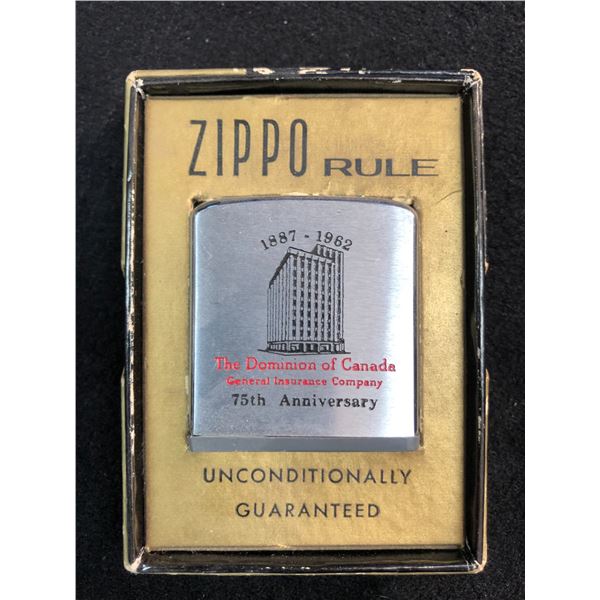 ZIPPO RULE
1887 - 1962
The Dominion of Canada
General Insurance Company
75th Anniversary
UNCONDITIONALLY
GUARANTEED